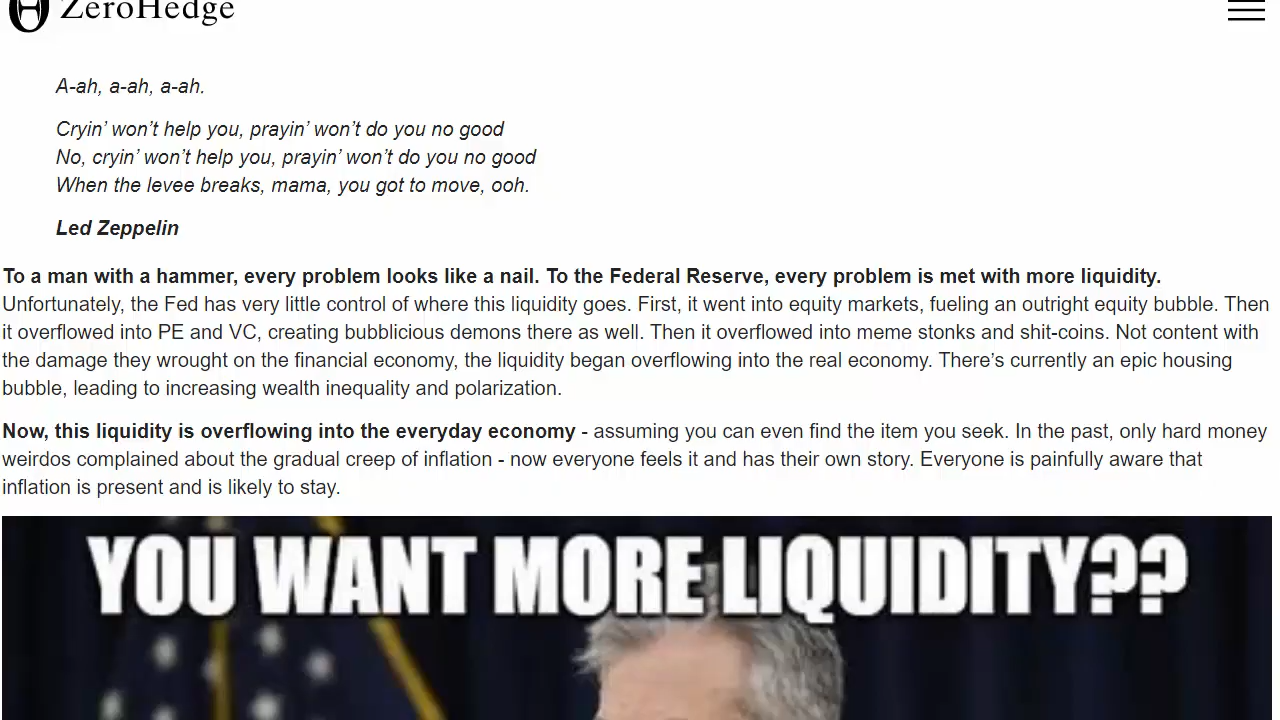 ZeroHedge
A-ah, a-ah, a-ah.
Cryin’ won’t help you, prayin’ won’t do you no good
No, cryin’ won’t help you, prayin’ won’t do you no good
When the levee breaks, mama, you got to move, ooh.
Led Zeppelin
To a man with a hammer, every problem looks like a nail. To the Federal Reserve, every problem is met with more liquidity.
Unfortunately, the Fed has very little control of where this liquidity goes. First, it went into equity markets, fueling an outright equity bubble. Then
it overflowed into PE and VC, creating bubblicious demons there as well. Then it overflowed into meme stonks and shit-coins. Not content with
the damage they wrought on the financial economy, the liquidity began overflowing into the real economy. There’s currently an epic housing
bubble, leading to increasing wealth inequality and polarization.
Now, this liquidity is overflowing into the everyday economy - assuming you can even find the item you seek. In the past, only hard money
weirdos complained about the gradual creep of inflation - now everyone feels it and has their own story. Everyone is painfully aware that
inflation is present and is likely to stay.
YOU WANT MORE LIQUIDITY??